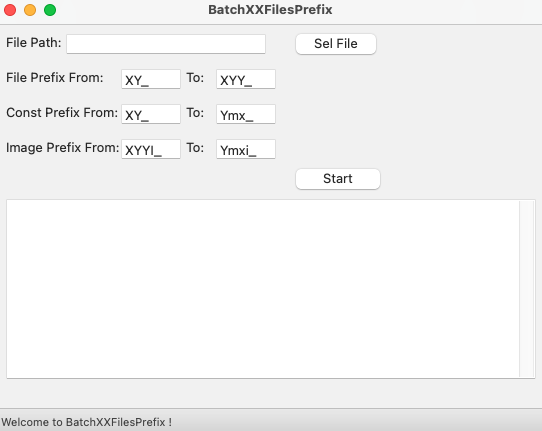 BatchXXFilesPrefix
File Path: Sel File
File Prefix From: XY_ To: XYY_
Const Prefix From: XY_ To: Ymx_
Image Prefix From: XYYI_ To: Ymxi_
Start
Welcome to BatchXXFilesPrefix !